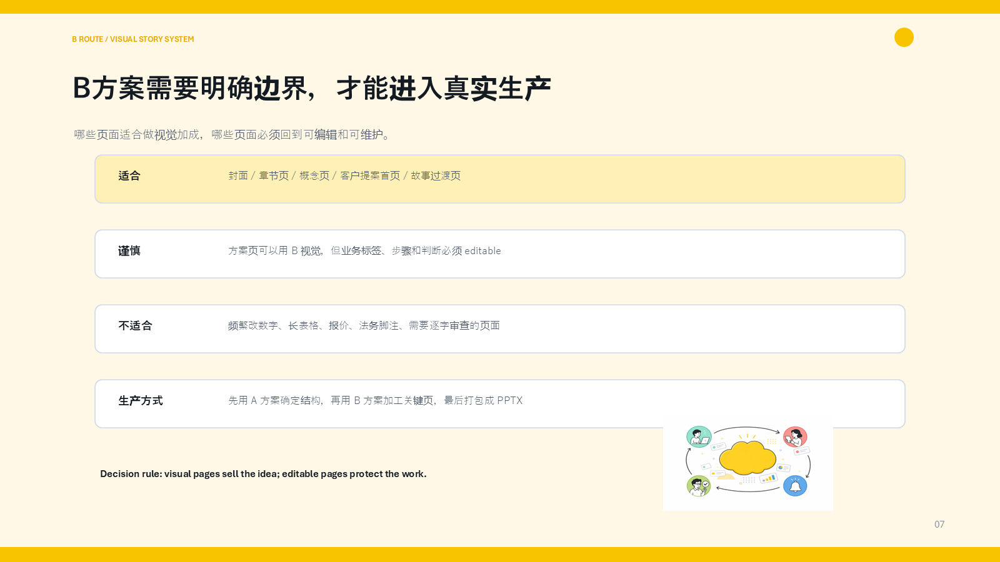 B ROUTE / VISUAL STORY SYSTEM
B方案需要明确边界，才能进入真实生产
哪些页面适合做视觉加成，哪些页面必须回到可编辑和可维护。
适合
封面 / 章节页 / 概念页 / 客户提案首页 / 故事过渡页
谨慎
方案页可以用 B 视觉，但业务标签、步骤和判断必须 editable
不适合
频繁改数字、长表格、报价、法务脚注、需要逐字审查的页面
生产方式
先用 A 方案确定结构，再用 B 方案加工关键页，最后打包成 PPTX
Decision rule: visual pages sell the idea; editable pages protect the work.
07